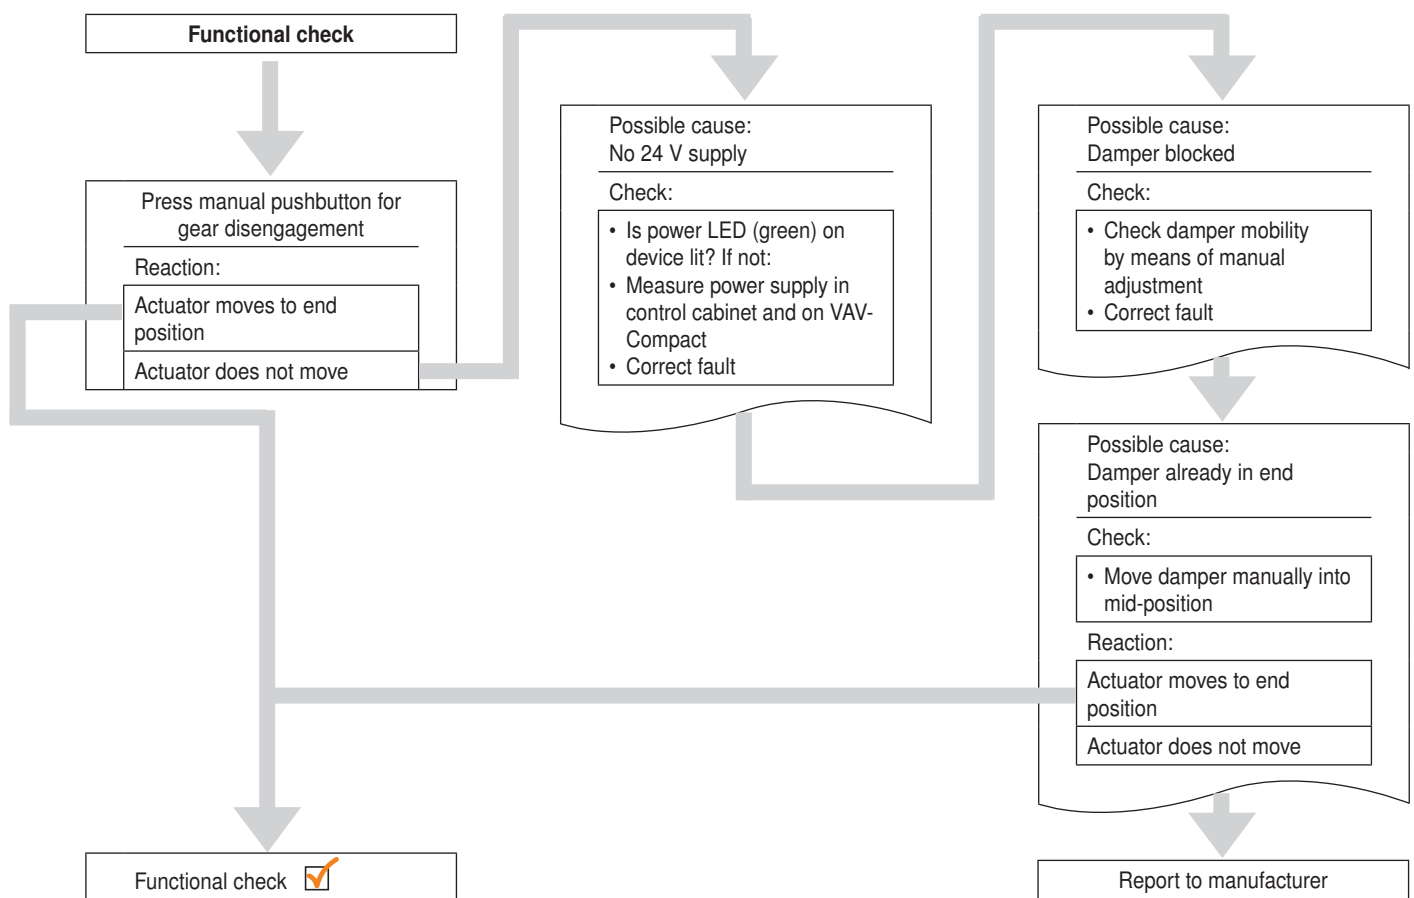 Functional check
Press manual pushbutton for
gear disengagement
Reaction:
Actuator moves to end
position
Actuator does not move
Possible cause:
No 24 V supply
Check:
• Is power LED (green) on
device lit? If not:
• Measure power supply in
control cabinet and on VAV-
Compact
• Correct fault
Possible cause:
Damper blocked
Check:
• Check damper mobility
by means of manual
adjustment
• Correct fault
Possible cause:
Damper already in end
position
Check:
• Move damper manually into
mid-position
Reaction:
Actuator moves to end
position
Actuator does not move
Functional check
Report to manufacturer